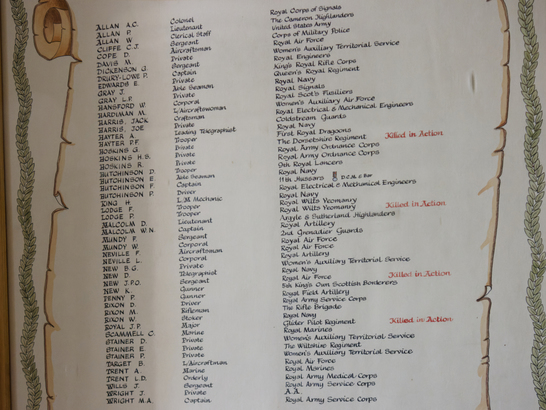 ALLAN A.C. Colonel Royal Corps of Signals
ALLAN P. Lieutenant The Cameron Highlanders
ALLAN W. Clerical Staff United States Army
CLIFFE C.J. Sergeant Corps of Military Police
COPE D. Aircraftsman Royal Air Force
DAVIS M. Private Women's Auxiliary Territorial Service
DICKENSON G. Sergeant Royal Engineers
DRURY-LOWE P. Captain King's Royal Rifle Corps
EDWARDS E. Private Queen's Royal Regiment
GRAY J. Able Seaman Royal Navy
GRAY L.P. Private Royal Signals
HANSFORD W. Corporal Royal Scot's Fusiliers
HARDIMAN M. L/Aircraftwoman Women's Auxiliary Air Force
HARRIS, JACK Craftsman Royal Electrical & Mechanical Engineers
HARRIS, JOE Private Coldstream Guards
HAYTER A. Leading Telegraphist Royal Navy
HAYTER P.F. Trooper First Royal Dragoons
HOSKINS G. Private The Dorsetshire Regiment Killed in Action
HOSKINS H.S. Private Royal Army Ordnance Corps
HOSKINS R. Private Royal Army Ordnance Corps
HUTCHINSON D. Trooper 9th Royal Lancers
HUTCHINSON E. Able Seaman Royal Navy
HUTCHINSON F. Captain 11th Hussars D.C.M. & Bar
HUTCHINSON P. Driver Royal Electrical & Mechanical Engineers
KING H. L.M. Mechanic Royal Navy
LODGE F. Trooper Royal Wilts Yeomanry
LODGE P. Trooper Royal Wilts Yeomanry Killed in Action
MALCOLM D. Lieutenant Argyle & Sutherland Highlanders
MALCOLM W.N. Captain Royal Artillery
MUNDY F. Sergeant 2nd Grenadier Guards
MUNDY W. Corporal Royal Air Force
NEVILLE F. Aircraftsman Royal Air Force
NEVILLE L. Corporal Royal Artillery
NEW B.G. Private Women's Auxiliary Territorial Service
NEW D. Telegraphist Royal Navy
NEW J.P.O. Sergeant Royal Air Force Killed in Action
NEW K. Gunner 5th King's Own Scottish Borderers
PENNY P. Gunner Royal Field Artillery
RIXON D. Driver Royal Army Service Corps
RIXON M. Rifleman The Rifle Brigade
RIXON W. Stoker Royal Navy
ROYAL J.P. Major Glider Pilot Regiment Killed in Action
SCAMMELL C. Marine Royal Marines
STAINER D. Private Women's Auxiliary Territorial Service
STAINER E. Private The Wiltshire Regiment
STAINER P. Private Women's Auxiliary Territorial Service
TARGET B. L/Aircraftman Royal Air Force
TRENT A. Marine Royal Marines
TRENT L.D. Orderly Royal Army Medical Corps
WILLS J. Sergeant Royal Army Service Corps
WRIGHT J. Private A.A.
WRIGHT M.A. Captain Royal Army Service Corps